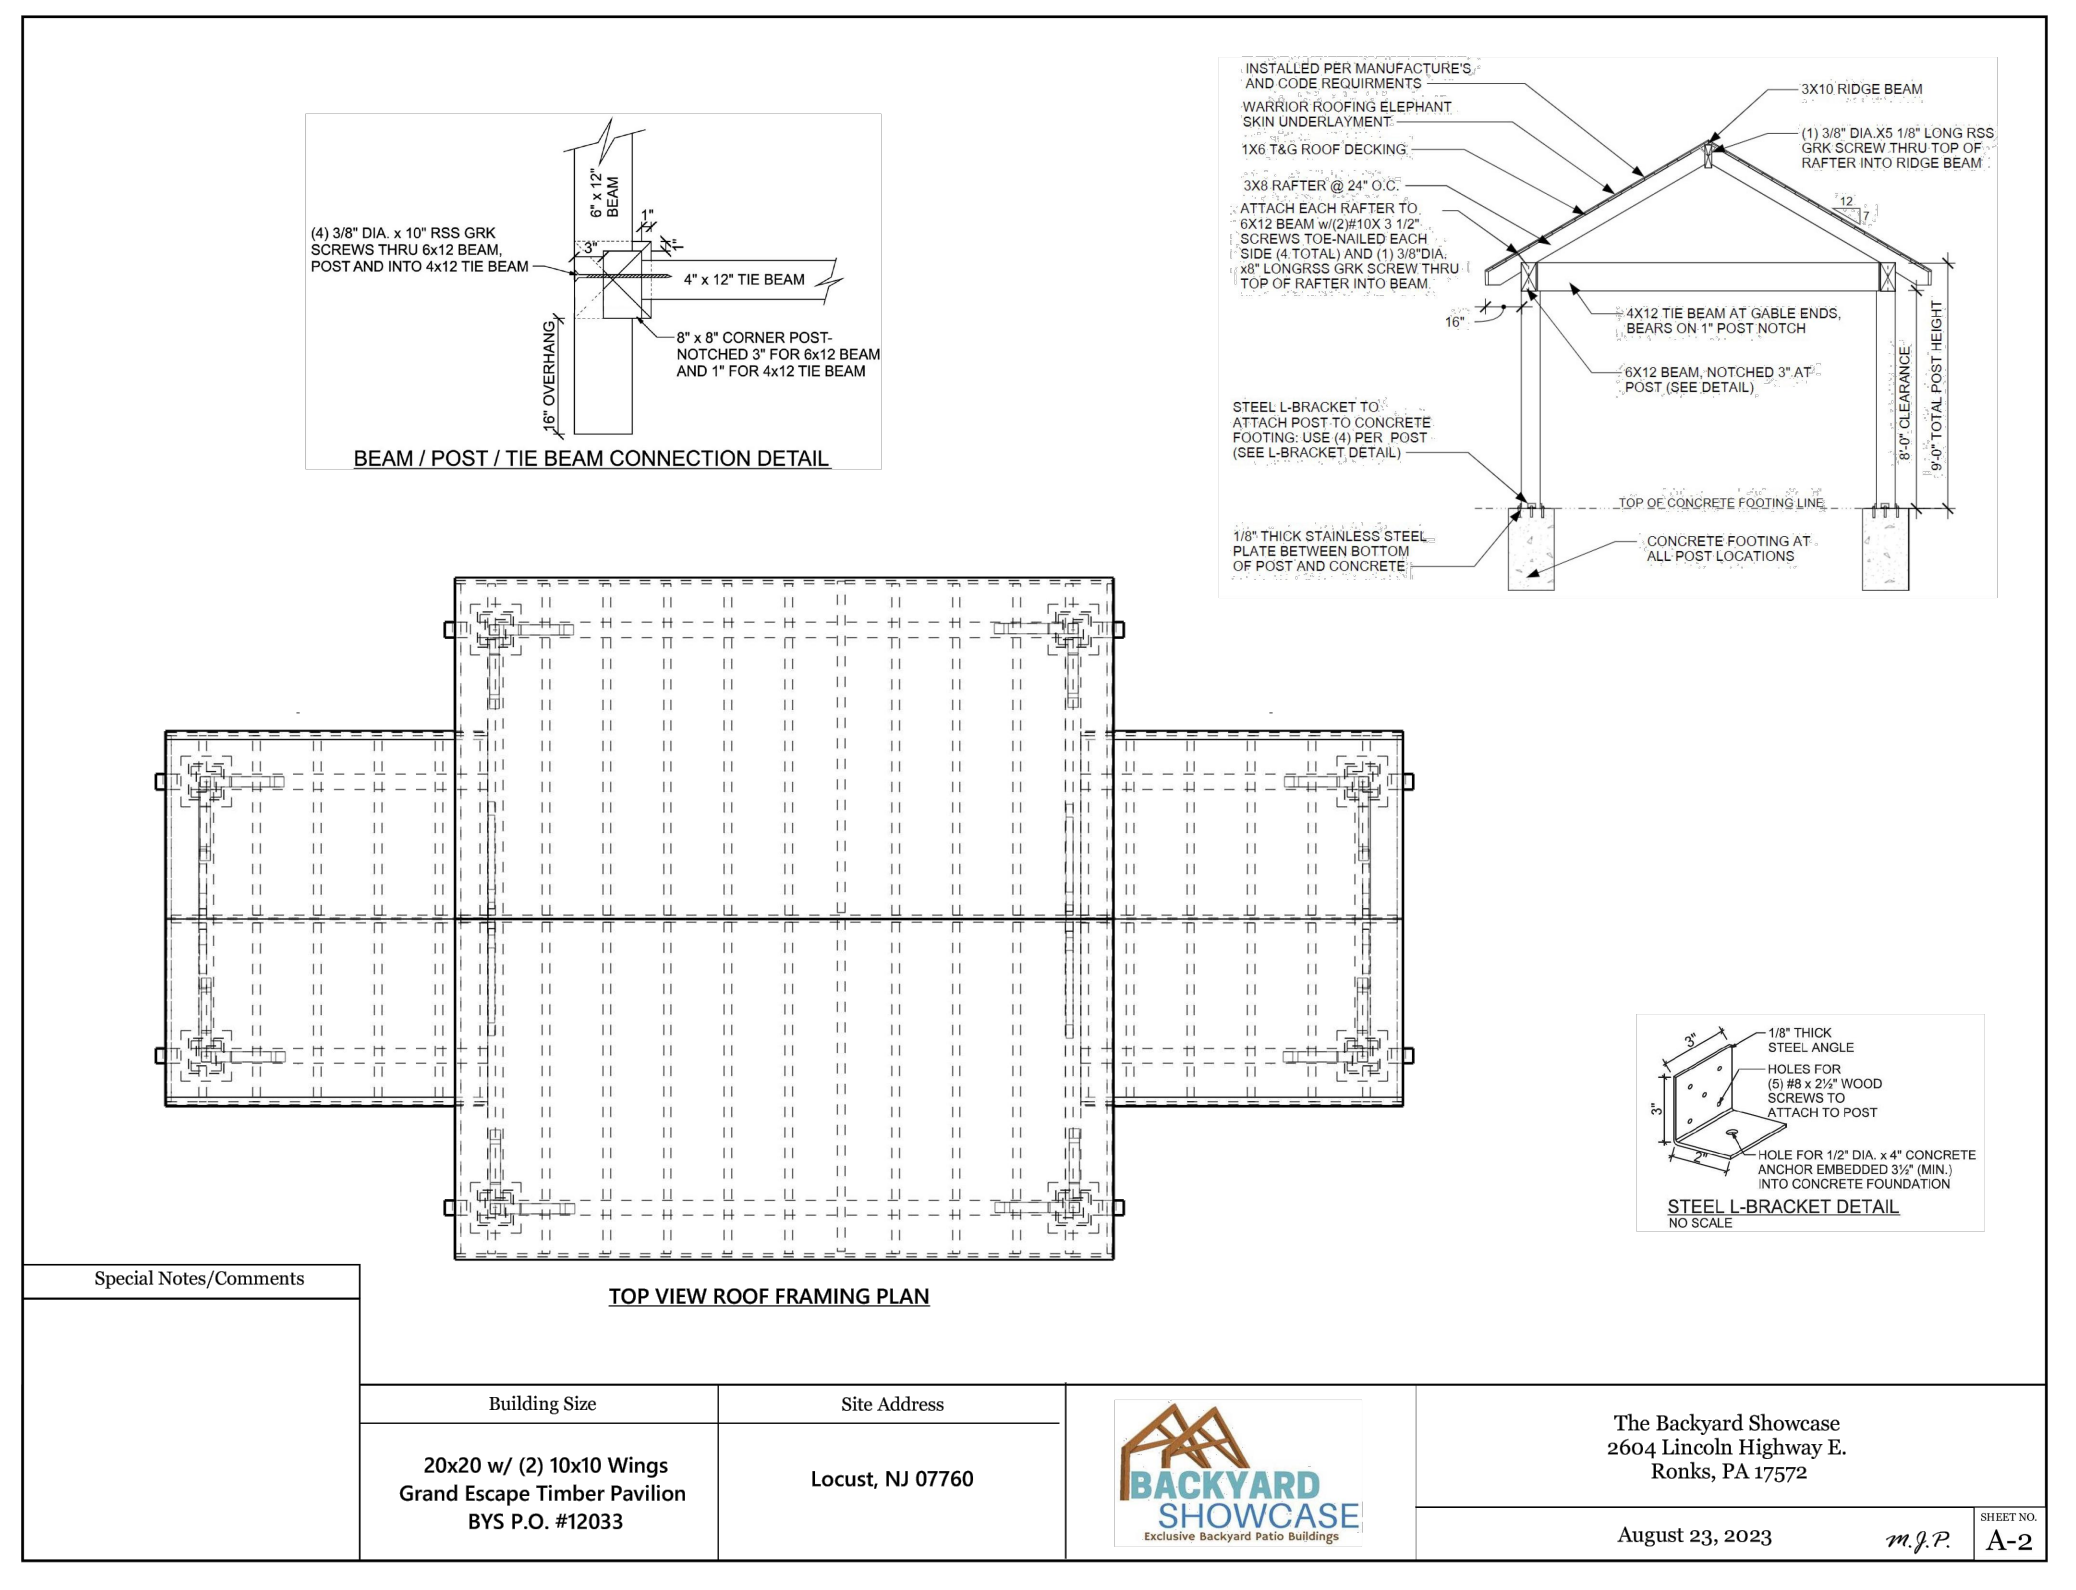 (4) 3/8" DIA. x 10" RSS GRK
SCREWS THRU 6x12 BEAM,
POST AND INTO 4x12 TIE BEAM
6" x 12"
BEAM
1"
1"
3"
4" x 12" TIE BEAM
8" x 8" CORNER POST-
NOTCHED 3" FOR 6x12 BEAM
AND 1" FOR 4x12 TIE BEAM
16" OVERHANG
BEAM / POST / TIE BEAM CONNECTION DETAIL
INSTALLED PER MANUFACTURE'S
AND CODE REQUIRMENTS
WARRIOR ROOFING ELEPHANT
SKIN UNDERLAYMENT
1X6 T&G ROOF DECKING
3X8 RAFTER @ 24" O.C.
ATTACH EACH RAFTER TO
6X12 BEAM w/(2)#10X 3 1/2"
SCREWS TOE-NAILED EACH
SIDE (4 TOTAL) AND (1) 3/8"DIA.
x8" LONGRSS GRK SCREW THRU
TOP OF RAFTER INTO BEAM.
3X10 RIDGE BEAM
(1) 3/8" DIA.X5 1/8" LONG RSS
GRK SCREW THRU TOP OF
RAFTER INTO RIDGE BEAM
12
7
16"
4X12 TIE BEAM AT GABLE ENDS,
BEARS ON 1" POST NOTCH
6X12 BEAM, NOTCHED 3" AT
POST (SEE DETAIL)
8'-0" CLEARANCE
9'-0" TOTAL POST HEIGHT
STEEL L-BRACKET TO
ATTACH POST TO CONCRETE
FOOTING: USE (4) PER POST
(SEE L-BRACKET DETAIL)
TOP OF CONCRETE FOOTING LINE
1/8" THICK STAINLESS STEEL
PLATE BETWEEN BOTTOM
OF POST AND CONCRETE
CONCRETE FOOTING AT
ALL POST LOCATIONS
TOP VIEW ROOF FRAMING PLAN
3"
3"
2"
1/8" THICK
STEEL ANGLE
HOLES FOR
(5) #8 x 2½" WOOD
SCREWS TO
ATTACH TO POST
HOLE FOR 1/2" DIA. x 4" CONCRETE
ANCHOR EMBEDDED 3½" (MIN.)
INTO CONCRETE FOUNDATION
STEEL L-BRACKET DETAIL
NO SCALE
Special Notes/Comments
Building Size
20x20 w/ (2) 10x10 Wings
Grand Escape Timber Pavilion
BYS P.O. #12033
Site Address
Locust, NJ 07760
BACKYARD
SHOWCASE
Exclusive Backyard Patio Buildings
The Backyard Showcase
2604 Lincoln Highway E.
Ronks, PA 17572
August 23, 2023
M.J.P.
SHEET NO.
A-2